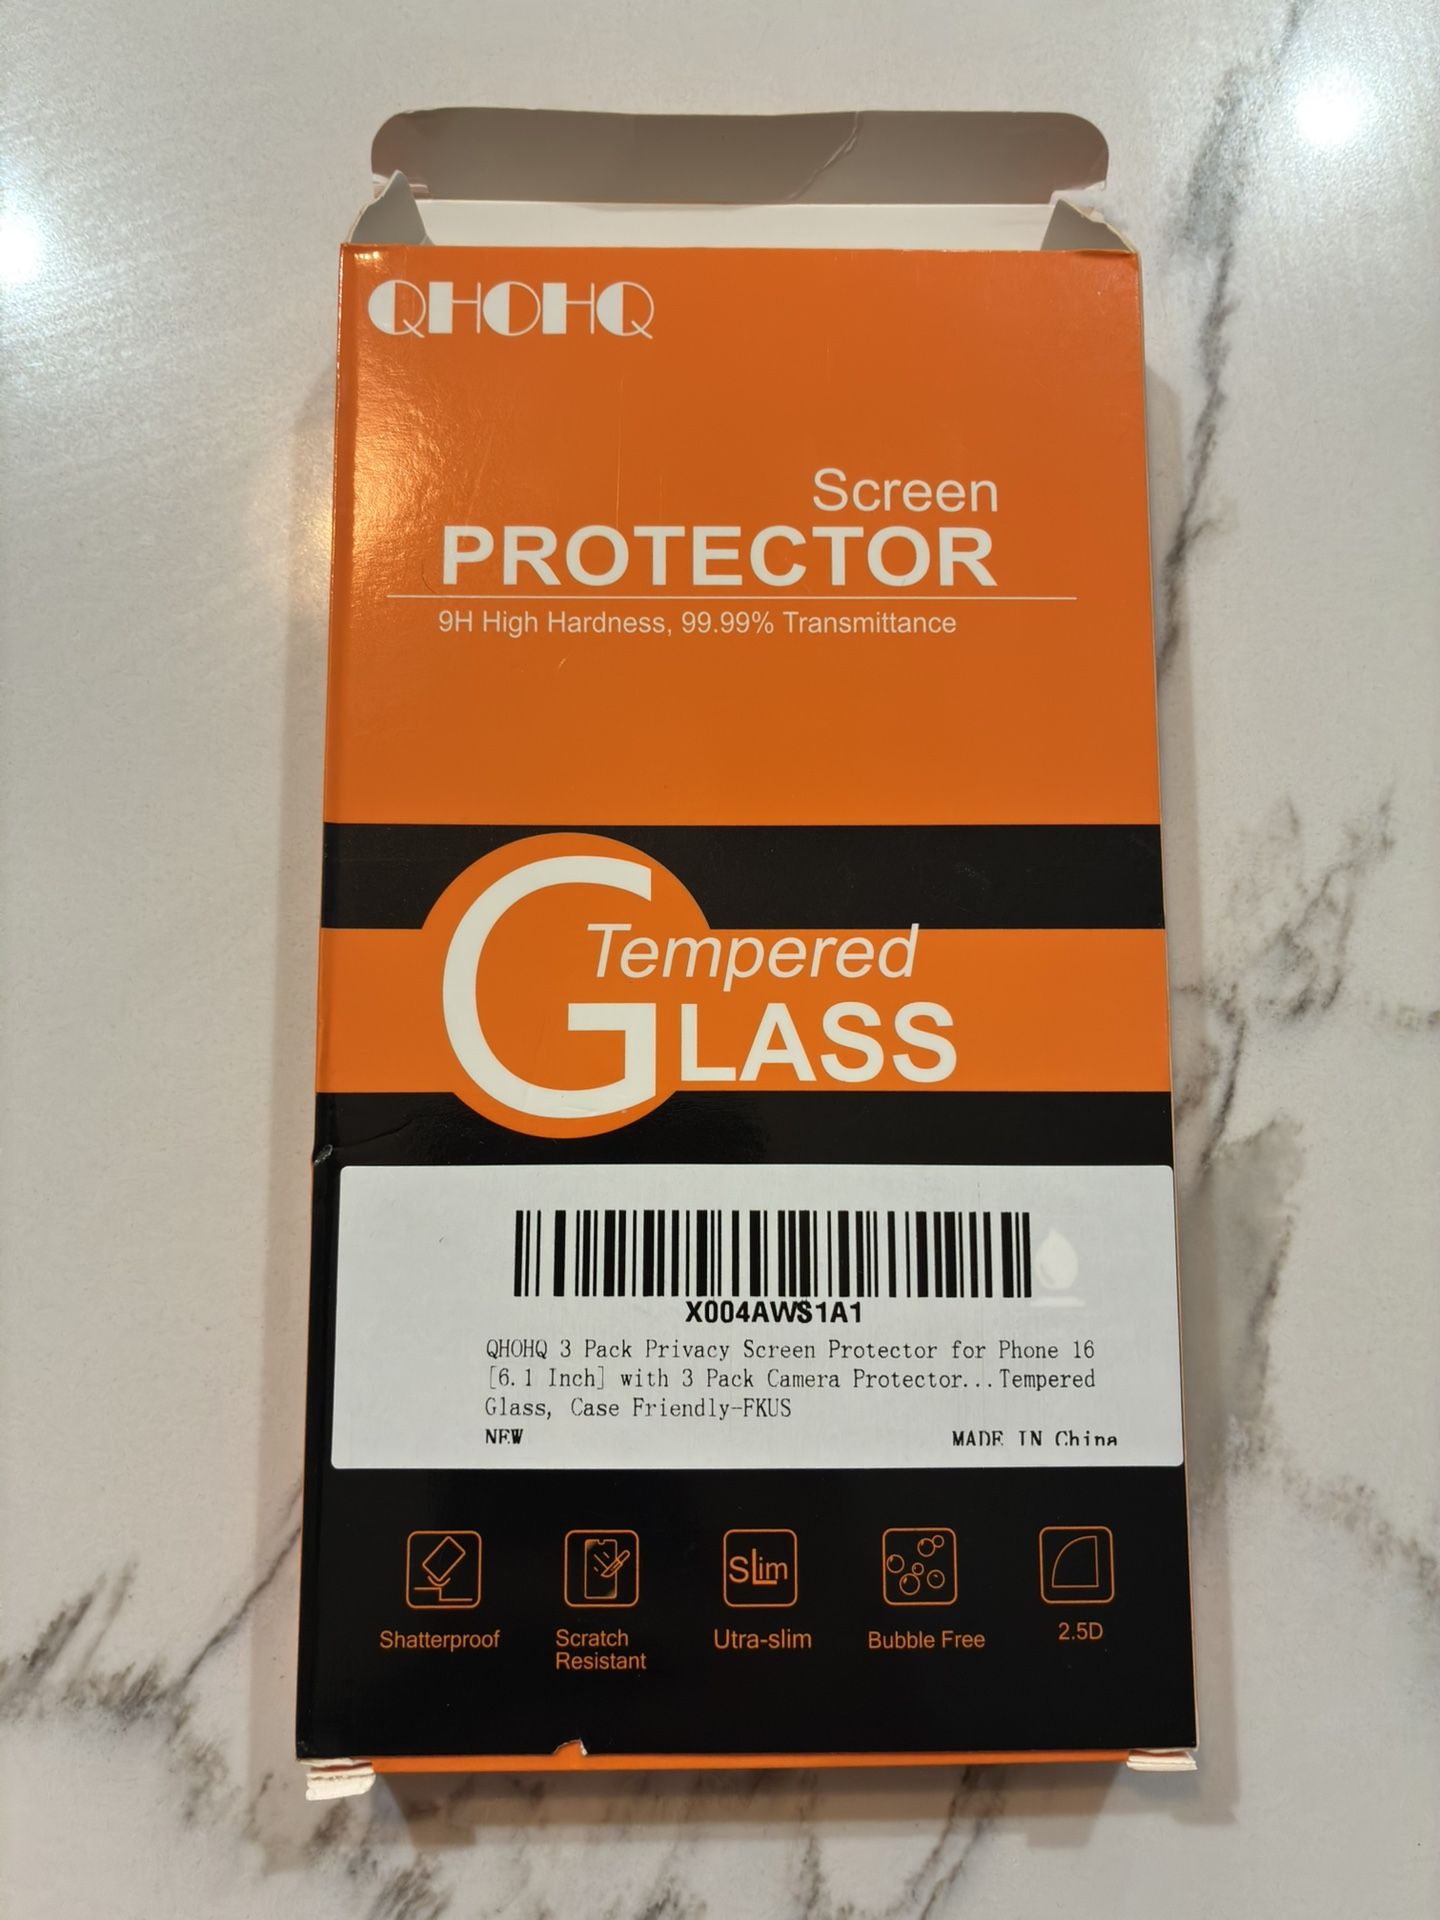 QHOHQ
Screen
PROTECTOR
9H High Hardness, 99.99% Transmittance
Tempered
GLASS
X004AWS1A1
QHOHQ 3 Pack Privacy Screen Protector for Phone 16
[6.1 Inch] with 3 Pack Camera Protector...Tempered
Glass, Case Friendly-FKUS
NEW MADE IN China
SLim
Shatterproof
Scratch
Resistant
Utra-slim
Bubble Free
2.5D